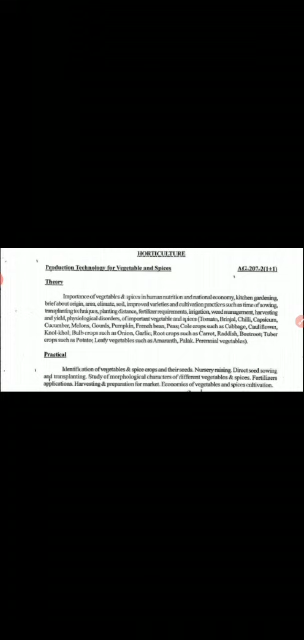 HORTICULTURE
Production Technology for Vegetable and Spices AG-207-2(1+1)
Theory
Importance of vegetables & spices in human nutrition and national economy, kitchen gardening,
brief about origin, area, climate, soil, improved varieties and cultivation practices such as time of sowing,
transplanting techniques, planting distance, fertilizer requirements, irrigation, weed management, harvesting
and yield, physiological disorders, of important vegetable and spices (Tomato, Brinjal, Chilli, Capsicum,
Cucumber, Melons, Gourds, Pumpkin, French bean, Peas; Cole crops such as Cabbage, Cauliflower,
Knol-khol, Bulb crops such as Onion, Garlic, Root crops such as Carrot, Raddish, Beetroot; Tuber
crops such as Potato; Leafy vegetables such as Amaranth, Palak. Perennial vegetables).
Practical
Identification of vegetables & spice crops and their seeds. Nursery raising. Direct seed sowing
and transplanting. Study of morphological characters of different vegetables & spices. Fertilizers
applications. Harvesting & preparation for market. Economics of vegetables and spices cultivation.